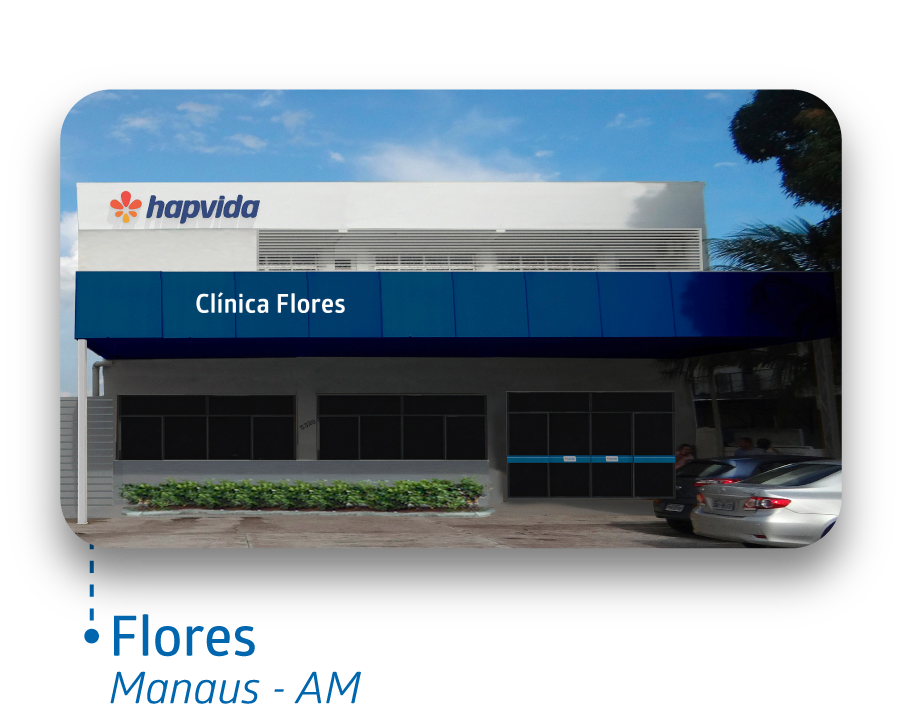 hapvida
Clínica Flores
Flores
Manaus - AM